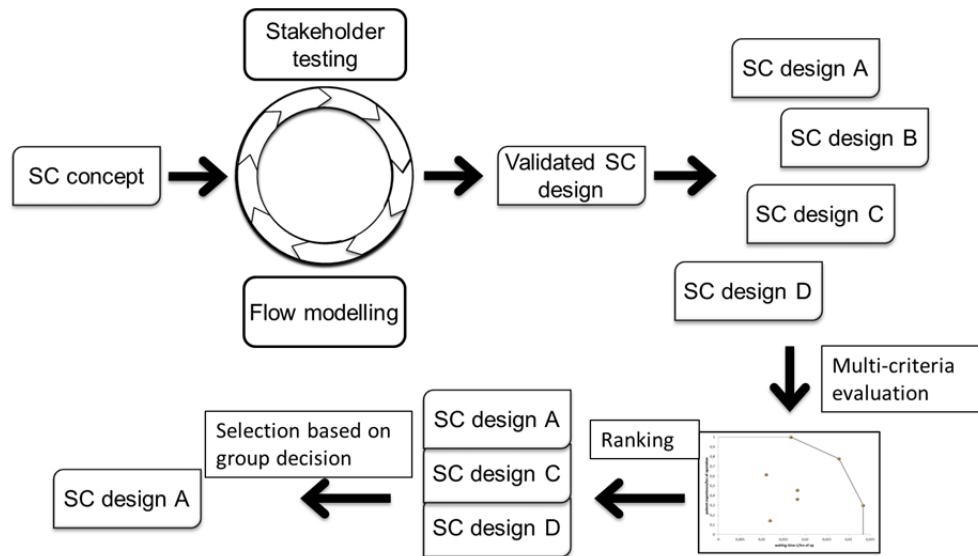 Stakeholder
testing
SC concept
Flow modelling
Validated SC
design
SC design A
SC design B
SC design C
SC design D
Multi-criteria
evaluation
Ranking
SC design A
SC design C
SC design D
Selection based on
group decision
SC design A